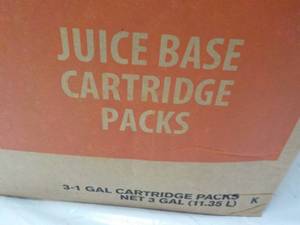 JUICE BASE
CARTRIDGE
PACKS
3-1 GAL CARTRIDGE PACKS
NET 3 GAL (11.35 L)
K